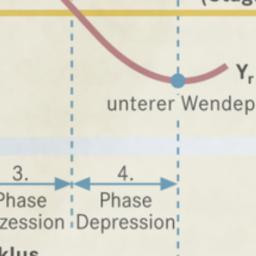 (Stag
Yr
unterer Wendep
3.
4.
Phase
Phase
zession
Depression
klus